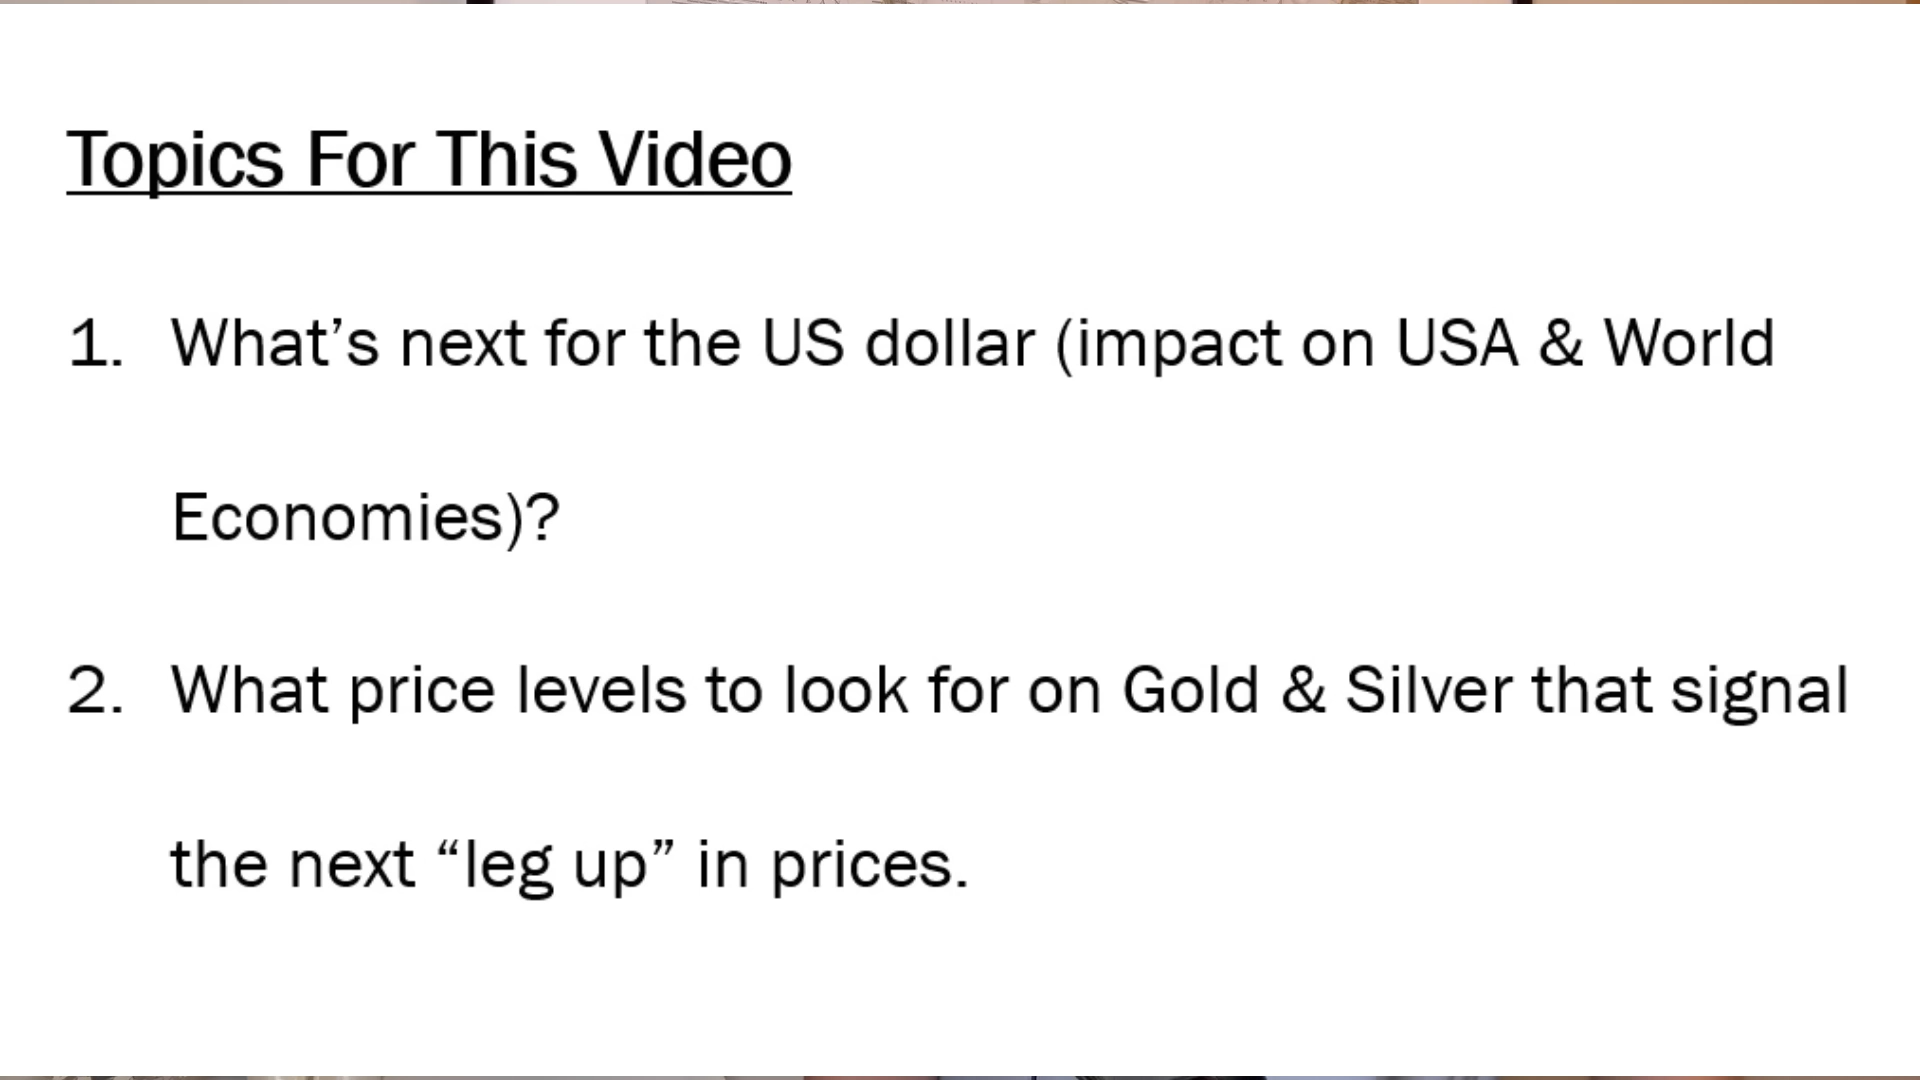 Topics For This Video
1. What’s next for the US dollar (impact on USA & World
Economies)?
2. What price levels to look for on Gold & Silver that signal
the next “leg up” in prices.